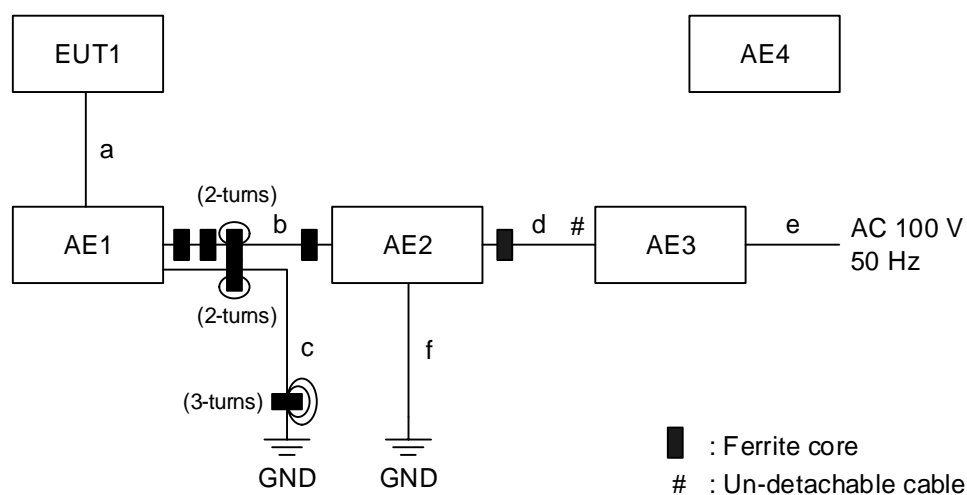 EUT1
AE4
a
(2-turns)
b
d
#
e
AE1
AE2
AE3
AC 100 V
50 Hz
(2-turns)
c
f
(3-turns)
GND
GND
: Ferrite core
# : Un-detachable cable